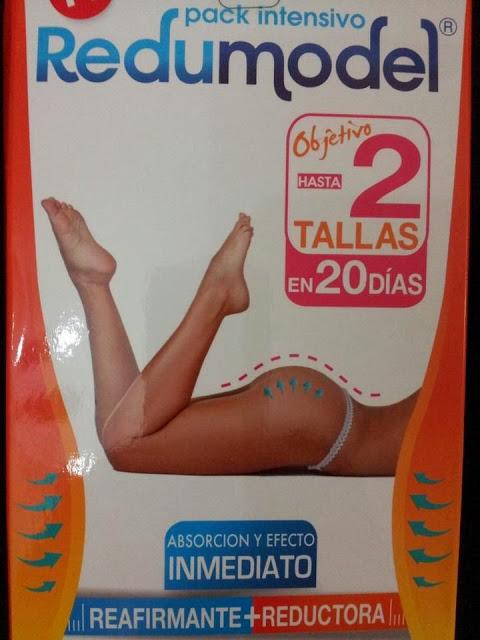 pack intensivo
Redumodel®
Objetivo
HASTA 2
TALLAS
EN 20 DÍAS
ABSORCION Y EFECTO
INMEDIATO
REAFIRMANTE+REDUCTORA